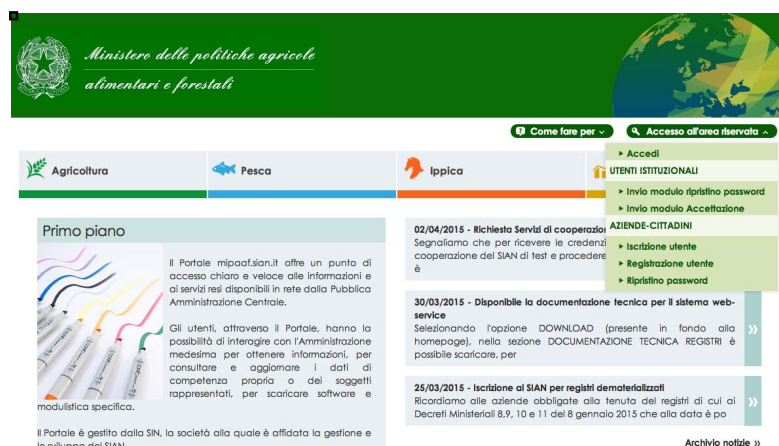 Ministero delle politiche agricole
alimentari e forestali
Come fare per
Accesso all'area riservata
Agricoltura
Pesca
Ippica
Accedi
UTENTI ISTITUZIONALI
Invio modulo ripristino password
Invio modulo Accettazione
AZIENDE-CITTADINI
Iscrizione utente
Registrazione utente
Ripristino password
Primo piano
Il Portale mipaaf.sian.it offre un punto di
accesso chiaro e veloce alle informazioni e
ai servizi resi disponibili in rete dalla Pubblica
Amministrazione Centrale.
Gli utenti, attraverso il Portale, hanno la
possibilità di interagire con l'Amministrazione
medesima per ottenere informazioni, per
consultare e aggiornare i dati di
competenza propria o dei soggetti
rappresentati, per scaricare software e
modulistica specifica.
Il Portale è gestito dalla SIN, la società alla quale è affidata la gestione e
lo sviluppo del SIAN
02/04/2015 - Richiesta Servizi di cooperazion
Segnaliamo che per ricevere le credenzi
cooperazione del SIAN di test e procedere
è
30/03/2015 - Disponibile la documentazione tecnica per il sistema web-
service
Selezionando l'opzione DOWNLOAD (presente in fondo alla
homepage), nella sezione DOCUMENTAZIONE TECNICA REGISTRI è
possibile scaricare, per
25/03/2015 - Iscrizione al SIAN per registri dematerializzati
Ricordiamo alle aziende obbligate alla tenuta del registri di cui ai
Decreti Ministeriali 8,9, 10 e 11 del 8 gennaio 2015 che alla data è po
Archivio notizie »